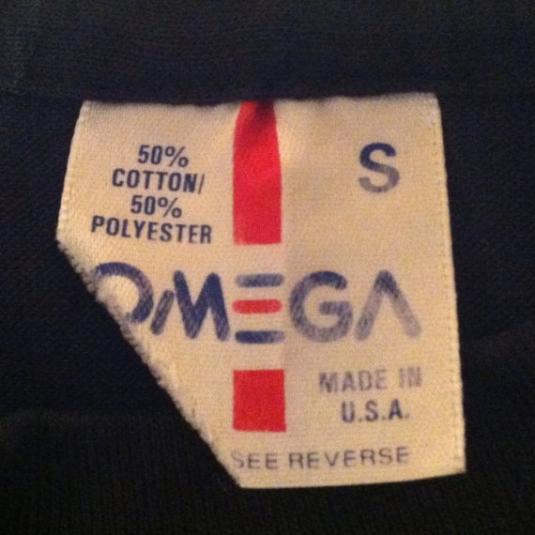 50%
COTTON/
50%
POLYESTER
S
OMEGA
MADE IN
U.S.A.
SEE REVERSE